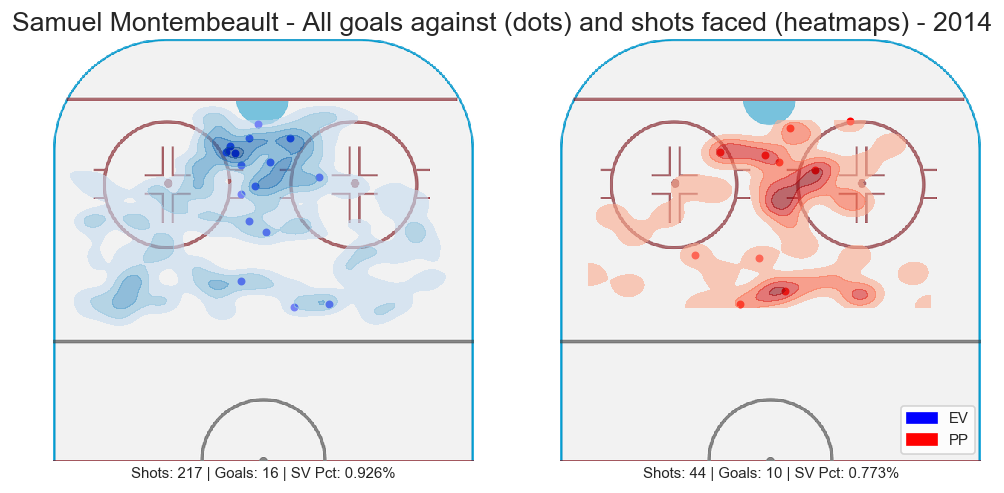 Samuel Montembeault - All goals against (dots) and shots faced (heatmaps) - 2014
EV
PP
Shots: 217 | Goals: 16 | SV Pct: 0.926%
Shots: 44 | Goals: 10 | SV Pct: 0.773%